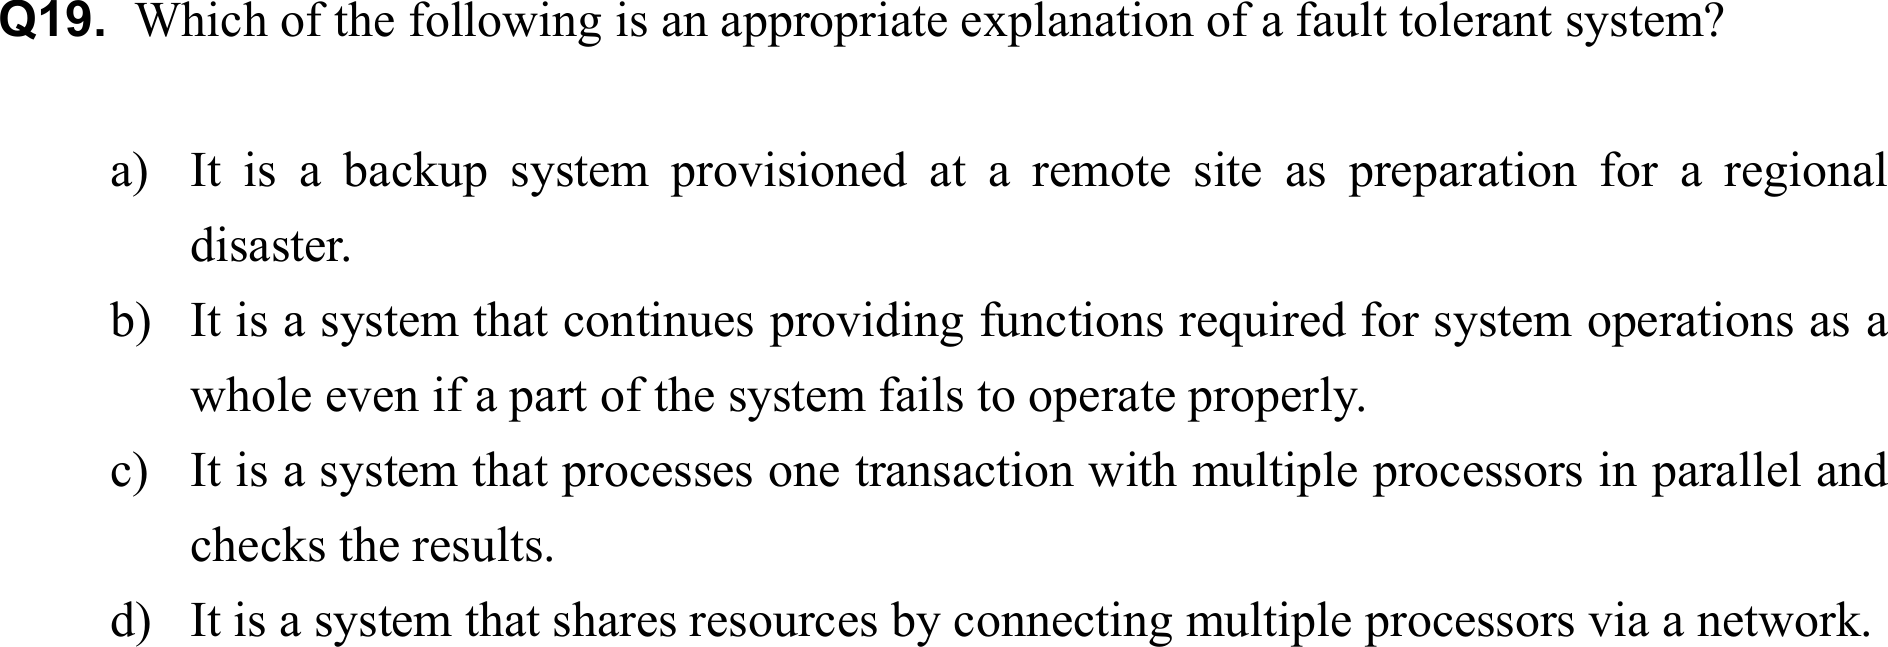 Q19. Which of the following is an appropriate explanation of a fault tolerant system?
a) It is a backup system provisioned at a remote site as preparation for a regional
disaster.
b) It is a system that continues providing functions required for system operations as a
whole even if a part of the system fails to operate properly.
c) It is a system that processes one transaction with multiple processors in parallel and
checks the results.
d) It is a system that shares resources by connecting multiple processors via a network.